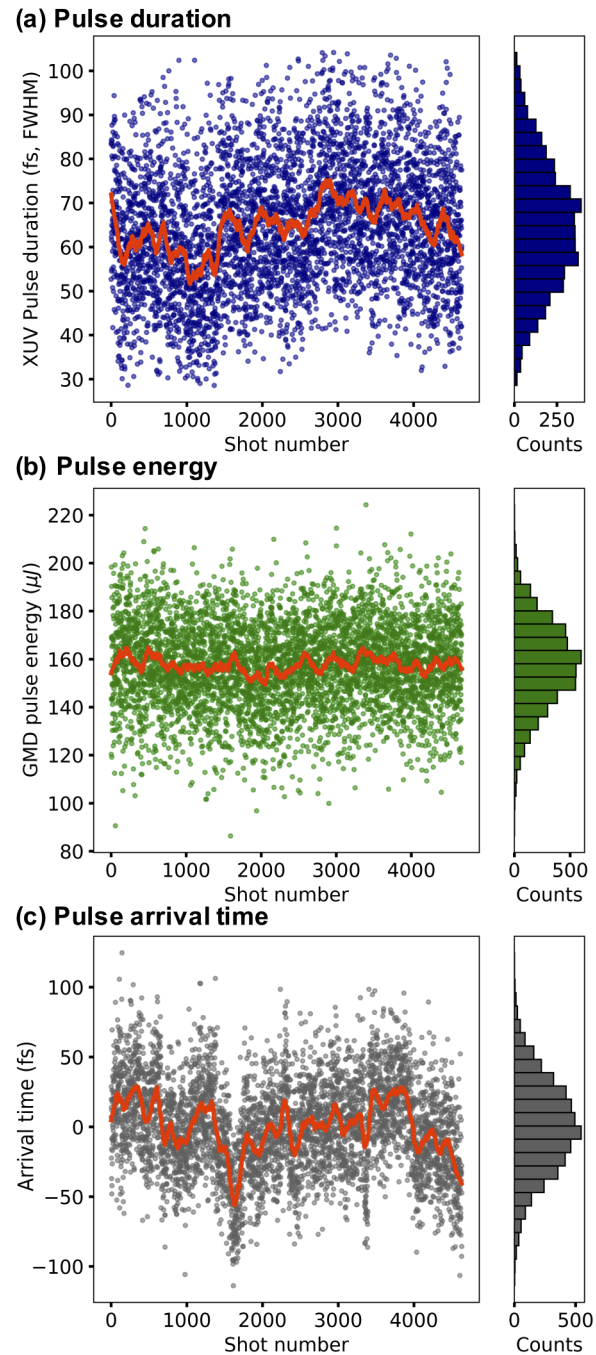 (a) Pulse duration
XUV Pulse duration (fs, FWHM)
100
90
80
70
60
50
40
30
0 1000 2000 3000 4000
Shot number
0 250
Counts
(b) Pulse energy
GMD pulse energy (μJ)
220
200
180
160
140
120
100
80
0 1000 2000 3000 4000
Shot number
0 500
Counts
(c) Pulse arrival time
Arrival time (fs)
100
50
0
−50
−100
0 1000 2000 3000 4000
Shot number
0 500
Counts